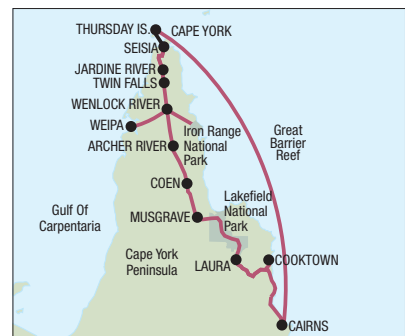 THURSDAY IS.
CAPE YORK
SEISIA
JARDINE RIVER
TWIN FALLS
WENLOCK RIVER
WEIPA
Iron Range
National
Park
ARCHER RIVER
Great
Barrier
Reef
COEN
Lakefield
National
Park
Gulf Of
Carpentaria
MUSGRAVE
Cape York
Peninsula
LAURA
COOKTOWN
CAIRNS